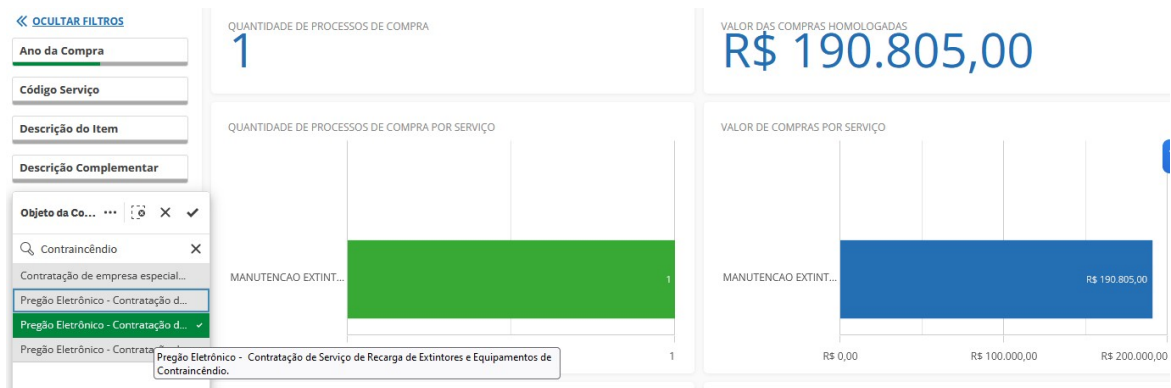 OCULTAR FILTROS
Ano da Compra
Código Serviço
Descrição do Item
Descrição Complementar
Objeto da Co... ...
Contraincêndio
Contratação de empresa especial...
Pregão Eletrônico - Contratação d...
Pregão Eletrônico - Contratação d...
Pregão Eletrônico - Contratação
Pregão Eletrônico - Contratação de Serviço de Recarga de Extintores e Equipamentos de
Contraincêndio.
QUANTIDADE DE PROCESSOS DE COMPRA
1
VALOR DAS COMPRAS HOMOLOGADAS
R$ 190.805,00
QUANTIDADE DE PROCESSOS DE COMPRA POR SERVIÇO
MANUTENCAO EXTINT...
1
1
VALOR DE COMPRAS POR SERVIÇO
MANUTENCAO EXTINT...
R$ 190.805,00
R$ 0,00
R$ 100.000,00
R$ 200.000,00